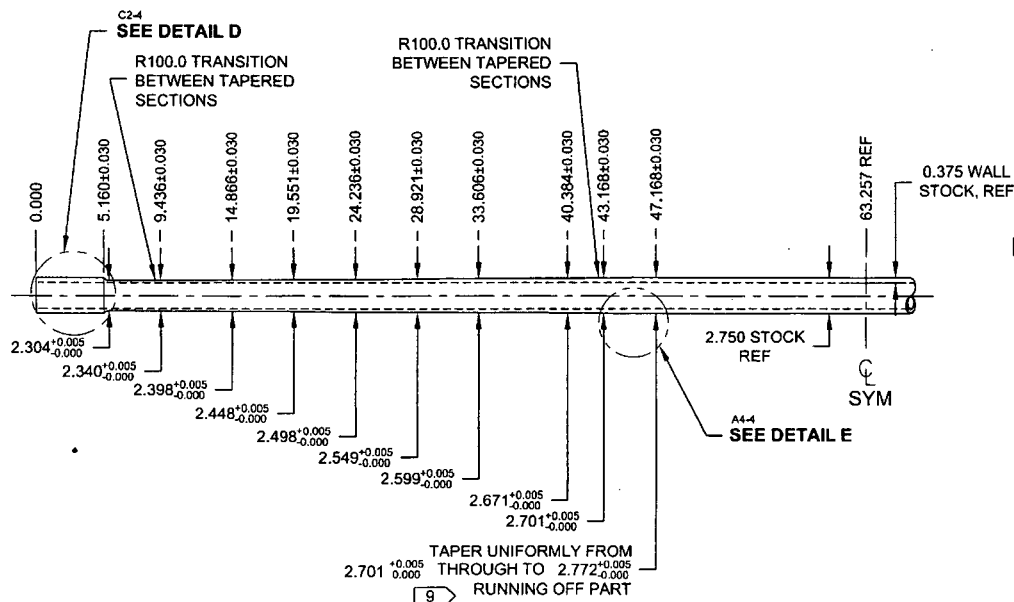 C2-4
SEE DETAIL D
R100.0 TRANSITION
BETWEEN TAPERED
SECTIONS
R100.0 TRANSITION
BETWEEN TAPERED
SECTIONS
0.000
5.160±0.030
9.436±0.030
14.866±0.030
19.551±0.030
24.236±0.030
28.921±0.030
33.606±0.030
40.384±0.030
43.168±0.030
47.168±0.030
63.257 REF
0.375 WALL
STOCK, REF
2.304 +0.005 -0.000
2.340 +0.005 -0.000
2.398 +0.005 -0.000
2.448 +0.005 -0.000
2.498 +0.005 -0.000
2.549 +0.005 -0.000
2.599 +0.005 -0.000
2.671 +0.005 -0.000
2.701 +0.005 -0.000
2.750 STOCK
REF
℄
SYM
A4-4
SEE DETAIL E
TAPER UNIFORMLY FROM
2.701 +0.005 0.000 THROUGH TO 2.772 +0.005 -0.000
RUNNING OFF PART
9